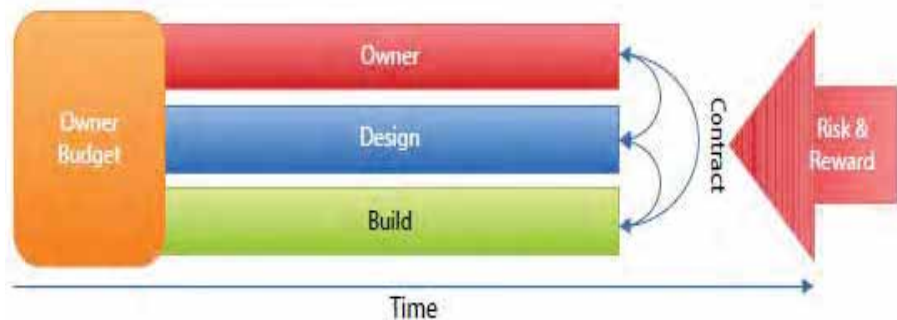 Owner
Budget
Owner
Design
Build
Contract
Risk &
Reward
Time